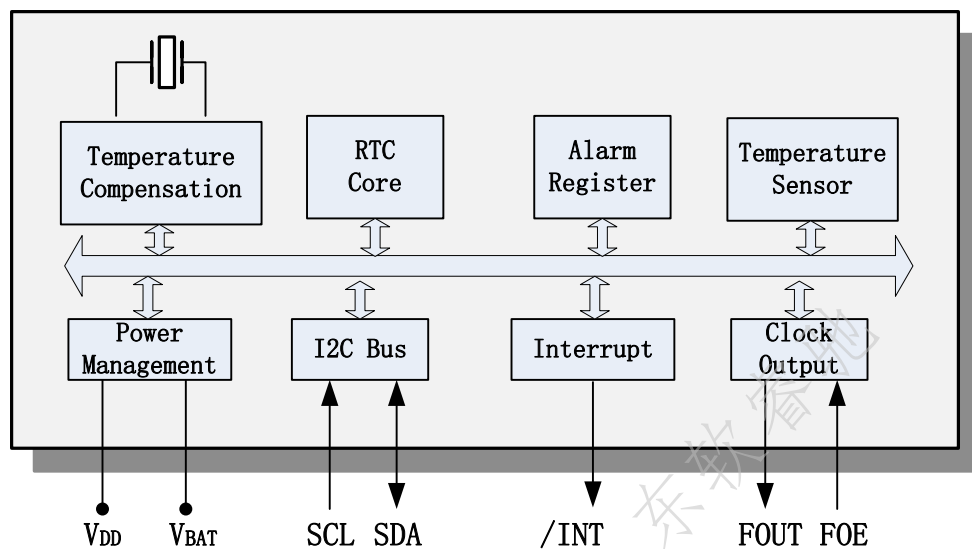 Temperature
Compensation
RTC
Core
Alarm
Register
Temperature
Sensor
Power
Management
I2C Bus
Interrupt
Clock
Output
VDD
VBAT
SCL
SDA
/INT
FOUT
FOE
东软睿驰